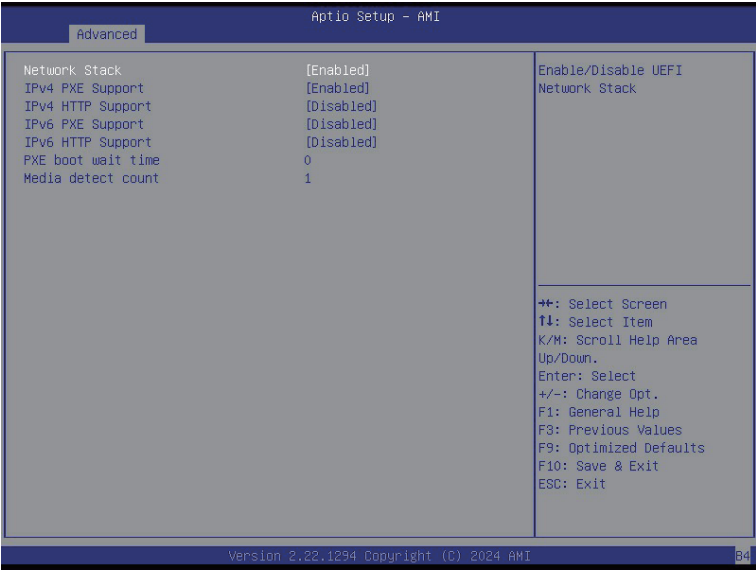 Aptio Setup – AMI
Advanced
Network Stack [Enabled]
IPv4 PXE Support [Enabled]
IPv4 HTTP Support [Disabled]
IPv6 PXE Support [Disabled]
IPv6 HTTP Support [Disabled]
PXE boot wait time 0
Media detect count 1
Enable/Disable UEFI
Network Stack
→←: Select Screen
↑↓: Select Item
K/M: Scroll Help Area
Up/Down.
Enter: Select
+/-: Change Opt.
F1: General Help
F3: Previous Values
F9: Optimized Defaults
F10: Save & Exit
ESC: Exit
Version 2.22.1294 Copyright (C) 2024 AMI
B4